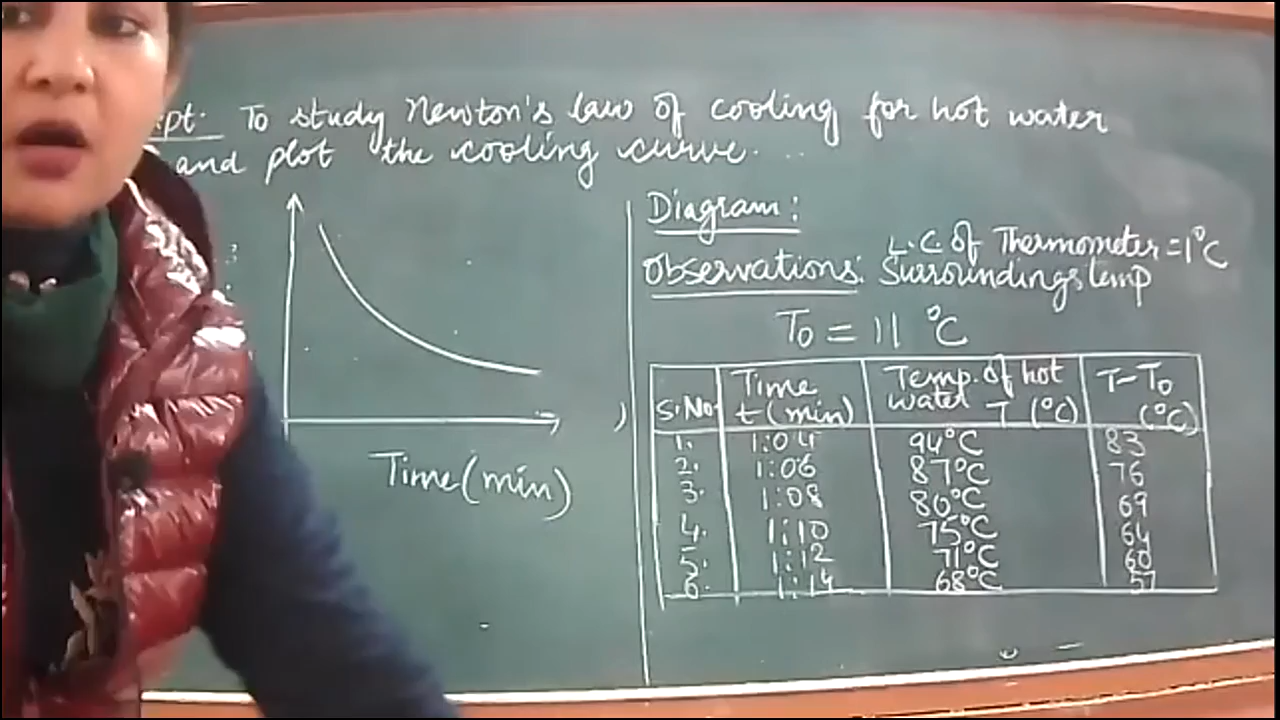 To study Newton's law of cooling for hot water
and plot the cooling curve.
Time (min)
Diagram:
L.C of Thermometer = 1°C
Observations: Surroundings temp
T0 = 11 °C
S.No. Time t (min) Temp. of hot water T (°C) T-T0 (°C)
1. 1:04 94°C 83
2. 1:06 87°C 76
3. 1:08 80°C 69
4. 1:10 75°C 64
5. 1:12 71°C 60
6. 1:14 68°C 57